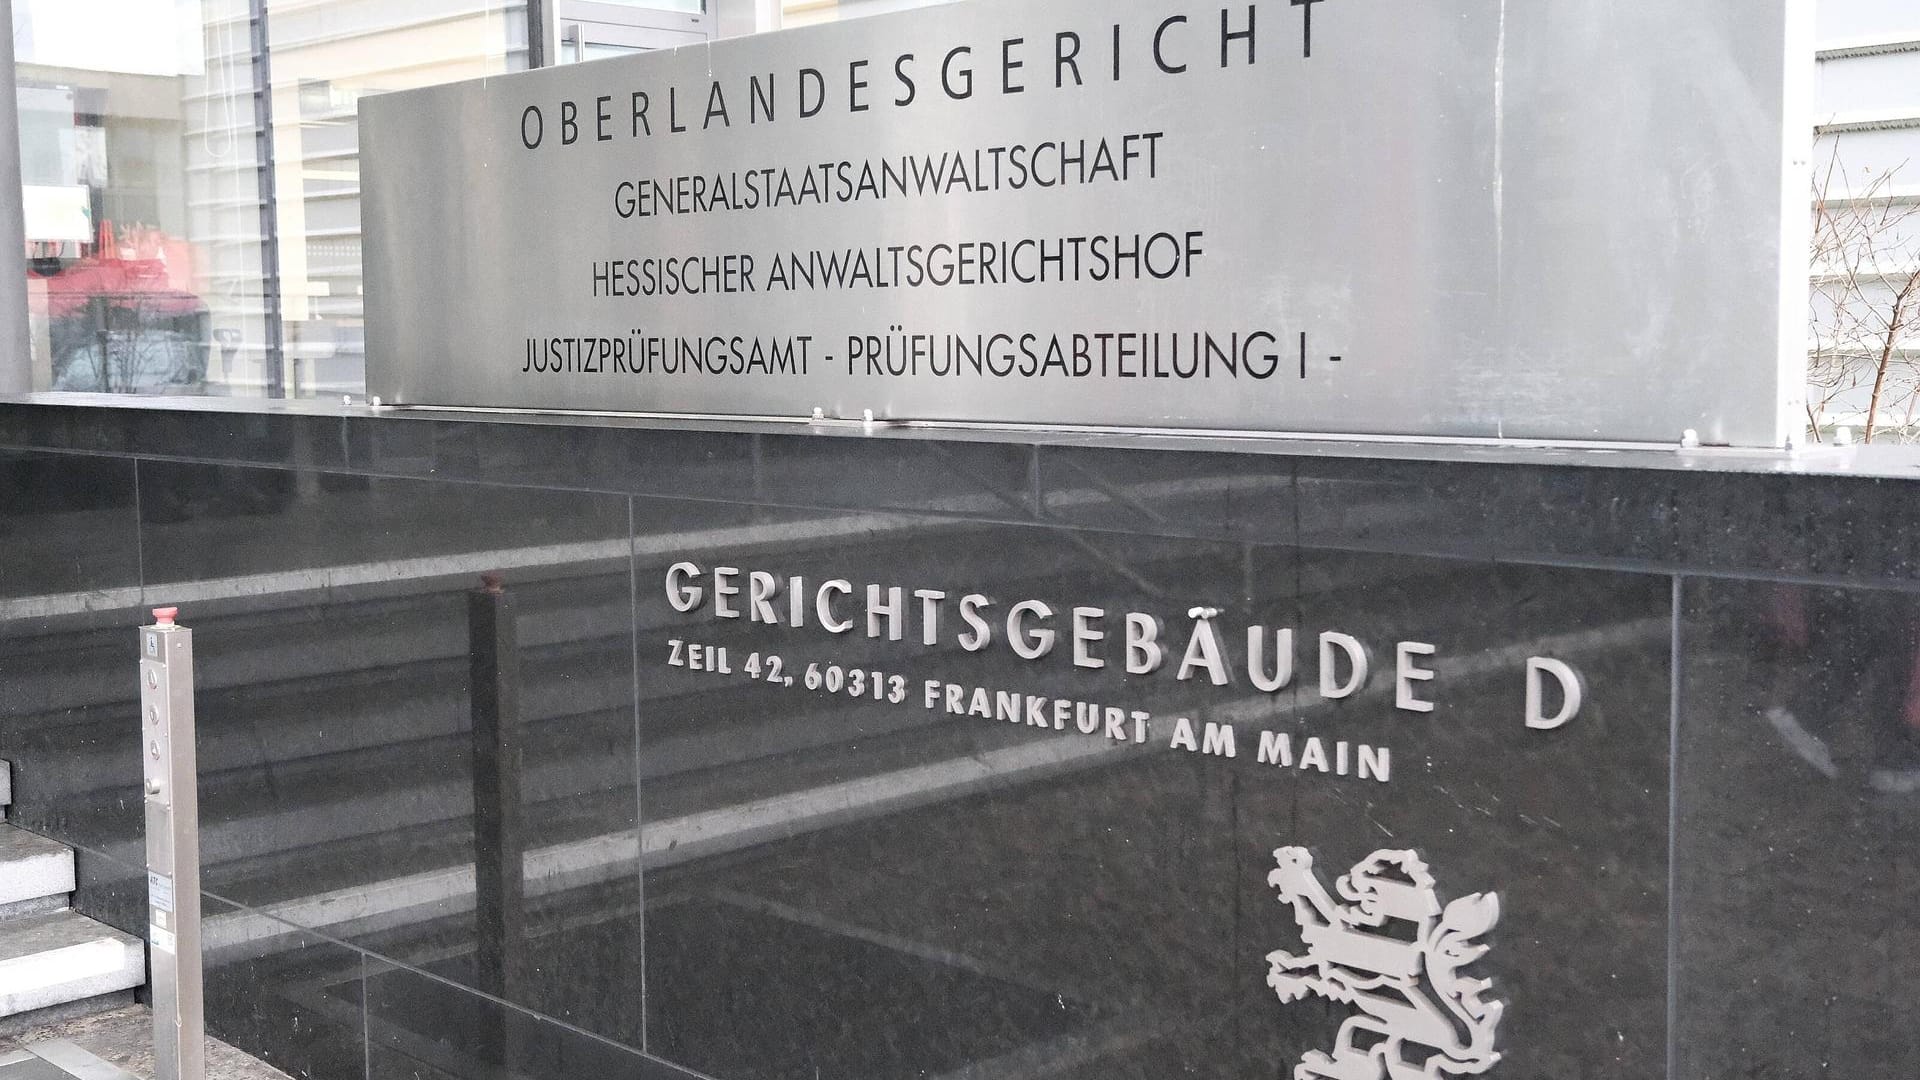 OBERLANDESGERICHT
GENERALSTAATSANWALTSCHAFT
HESSISCHER ANWALTSGERICHTSHOF
JUSTIZPRÜFUNGSAMT - PRÜFUNGSABTEILUNG I -
GERICHTSGEBÄUDE D
ZEIL 42, 60313 FRANKFURT AM MAIN